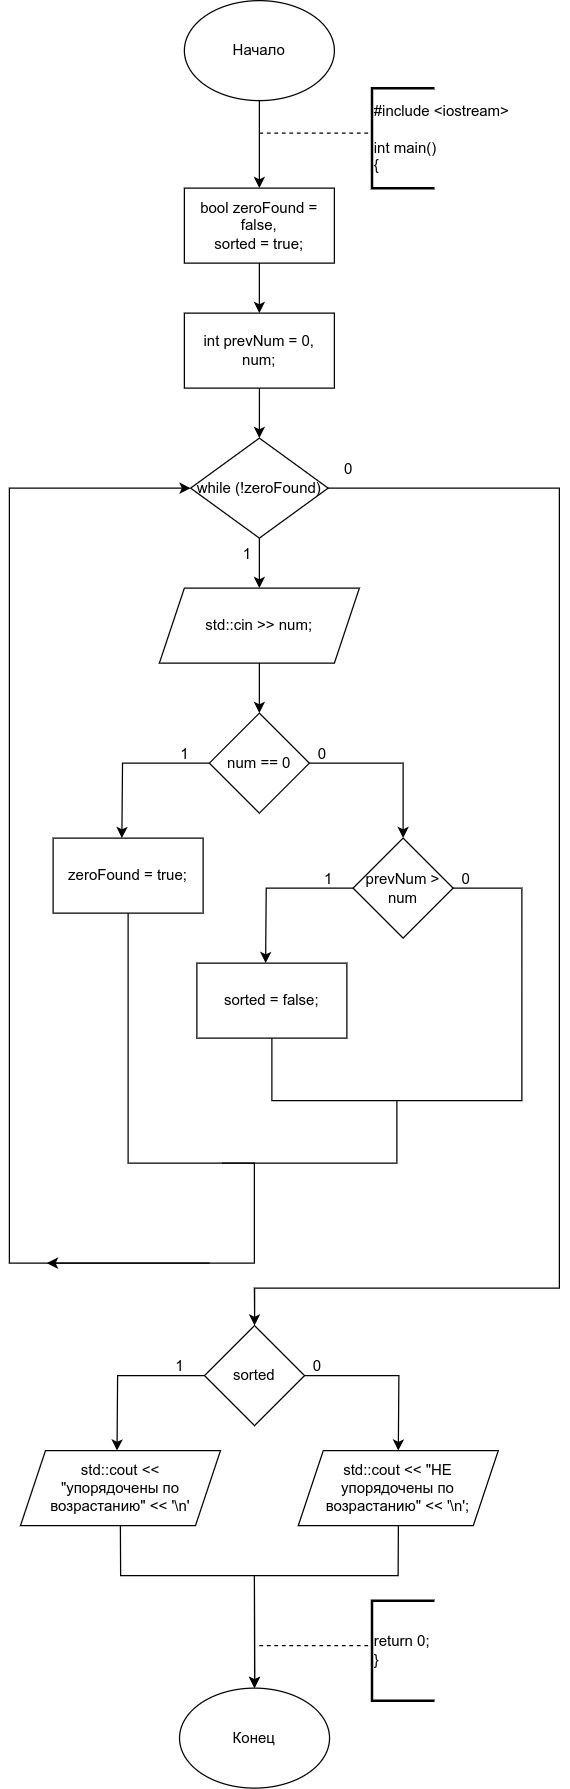 Начало
#include <iostream>
int main()
{
bool zeroFound =
false,
sorted = true;
int prevNum = 0,
num;
while (!zeroFound)
0
1
std::cin >> num;
num == 0
1
0
zeroFound = true;
prevNum >
num
1
0
sorted = false;
sorted
1
0
std::cout <<
"упорядочены по
возрастанию" << '\n'
std::cout << "НЕ
упорядочены по
возрастанию" << '\n';
return 0;
}
Конец